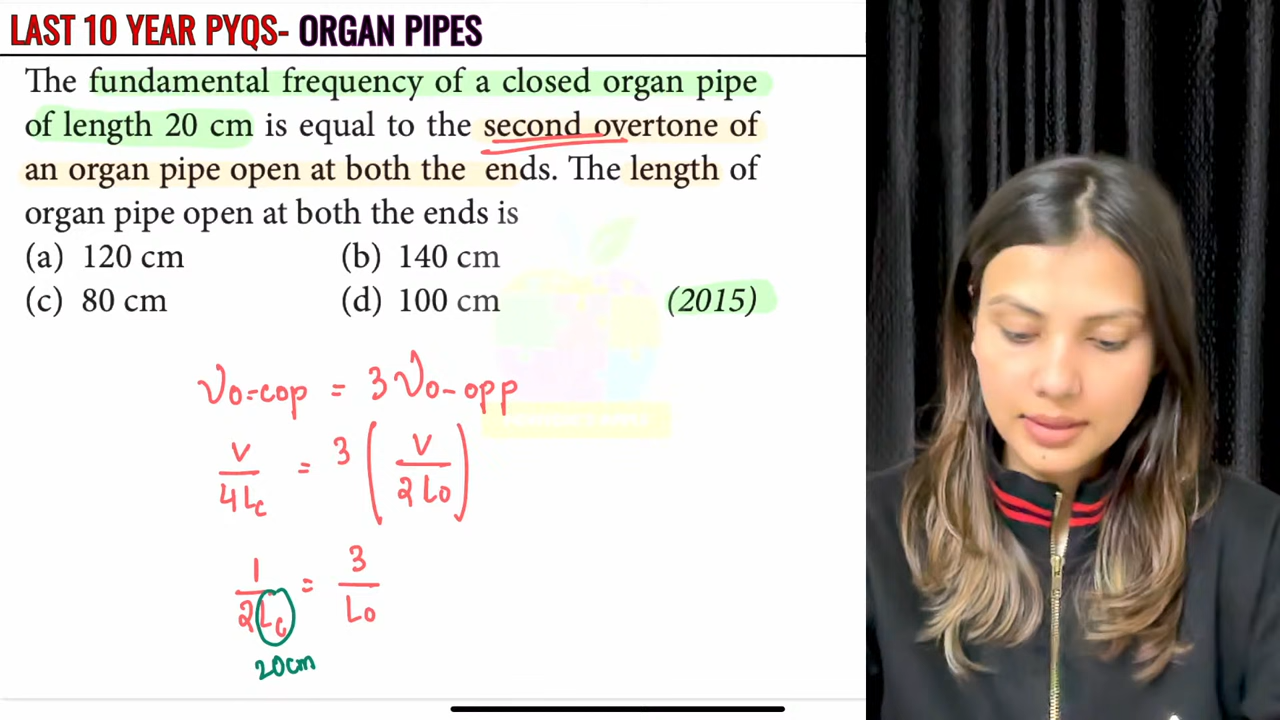 LAST 10 YEAR PYQS- ORGAN PIPES
The fundamental frequency of a closed organ pipe
of length 20 cm is equal to the second overtone of
an organ pipe open at both the ends. The length of
organ pipe open at both the ends is
(a) 120 cm (b) 140 cm
(c) 80 cm (d) 100 cm (2015)
ν₀-cop = 3ν₀-opp
v/4Lc = 3(v/2L₀)
1/2Lc = 3/L₀
20cm